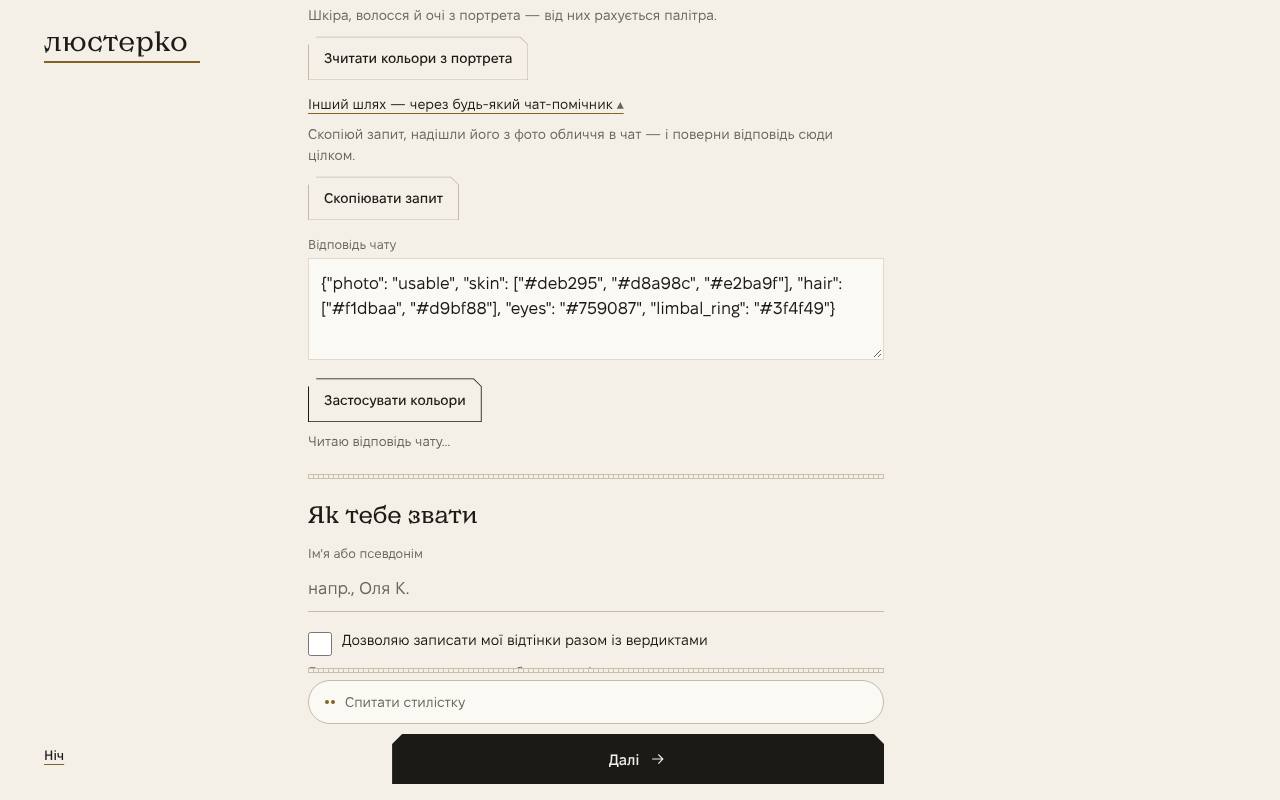 люстерко
Шкіра, волосся й очі з портрета — від них рахується палітра.
Зчитати кольори з портрета
Інший шлях — через будь-який чат-помічник ▴
Скопіюй запит, надішли його з фото обличчя в чат — і поверни відповідь сюди
цілком.
Скопіювати запит
Відповідь чату
{"photo": "usable", "skin": ["#deb295", "#d8a98c", "#e2ba9f"], "hair":
["#f1dbaa", "#d9bf88"], "eyes": "#759087", "limbal_ring": "#3f4f49"}
Застосувати кольори
Читаю відповідь чату…
Як тебе звати
Ім'я або псевдонім
напр., Оля К.
Дозволяю записати мої відтінки разом із вердиктами
Спитати стилістку
Ніч
Далі →